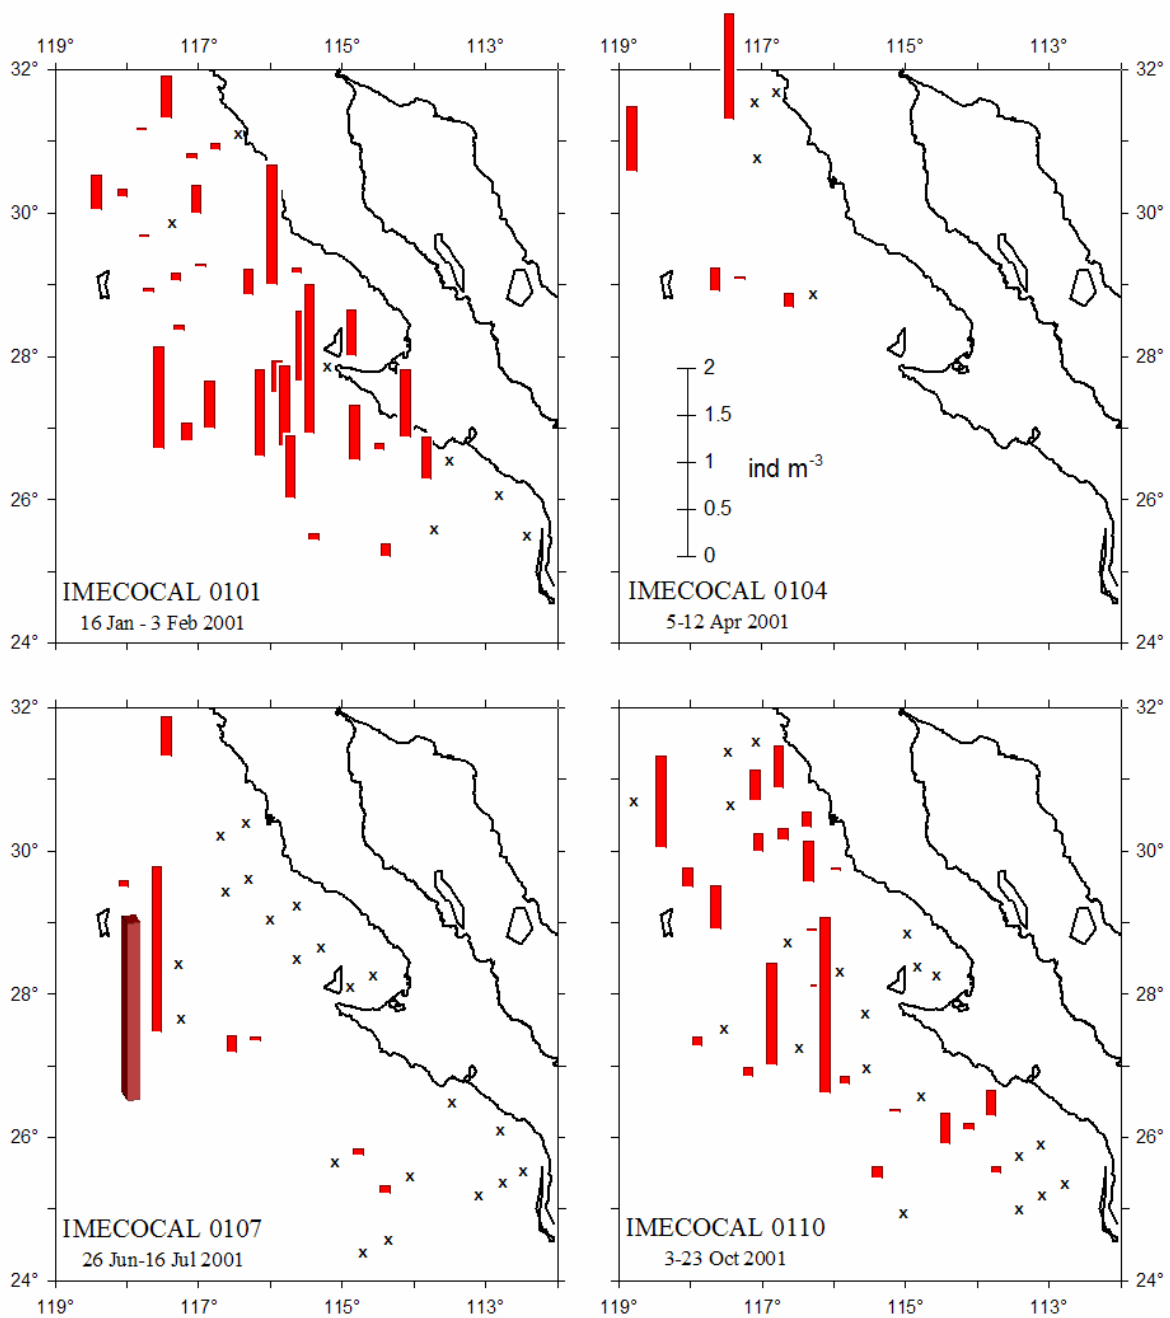 119° 117° 115° 113° 119° 117° 115° 113°
32° 32°
x x
x
x
30° 30°
x
x
28° 2
x
1.5
1 ind m-3
x
26° x 26°
x x 0.5
0
IMECOCAL 0101 IMECOCAL 0104
16 Jan - 3 Feb 2001 5-12 Apr 2001
24° 24°
32° 32°
x x
x x
x
30° x 30°
x x
x
x x
x x x
28° x x x x x 28°
x x x
x x
x x
26° x 26°
x x
x x x x x
x x x x
IMECOCAL 0107 IMECOCAL 0110
x x
26 Jun-16 Jul 2001 3-23 Oct 2001
24° 24°
119° 117° 115° 113° 119° 117° 115° 113°